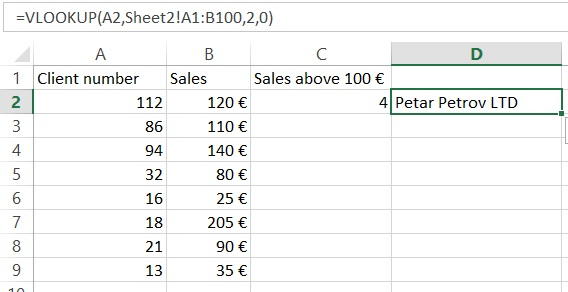 =VLOOKUP(A2,Sheet2!A1:B100,2,0)
A B C D
1 Client number Sales Sales above 100 €
2 112 120 € 4 Petar Petrov LTD
3 86 110 €
4 94 140 €
5 32 80 €
6 16 25 €
7 18 205 €
8 21 90 €
9 13 35 €